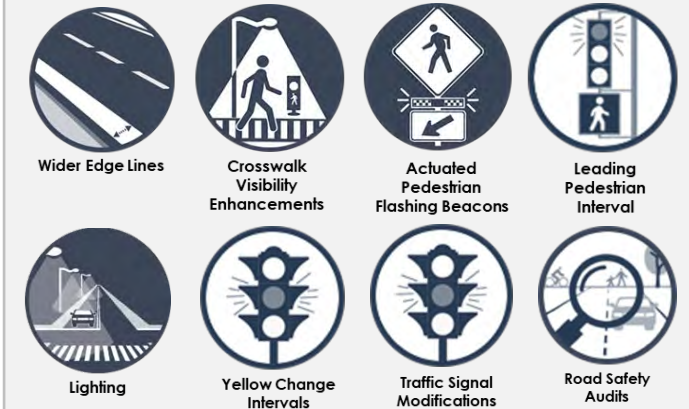 Wider Edge Lines
Crosswalk
Visibility
Enhancements
Actuated
Pedestrian
Flashing Beacons
Leading
Pedestrian
Interval
Lighting
Yellow Change
Intervals
Traffic Signal
Modifications
Road Safety
Audits